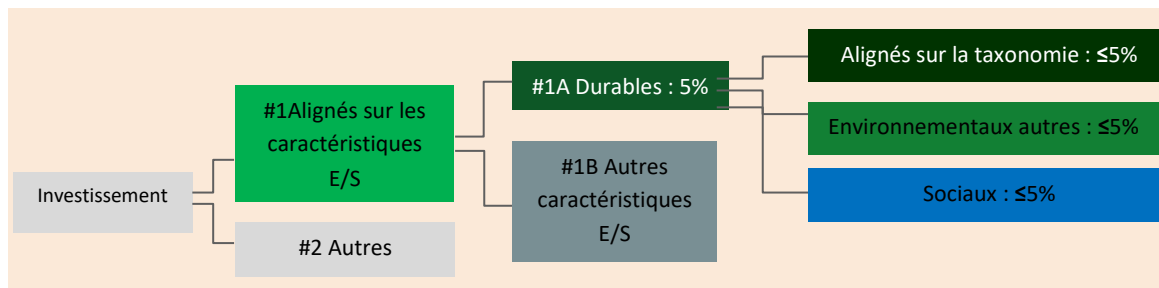 Investissement
#1Alignés sur les
caractéristiques
E/S
#2 Autres
#1A Durables : 5%
#1B Autres
caractéristiques
E/S
Alignés sur la taxonomie : ≤5%
Environnementaux autres : ≤5%
Sociaux : ≤5%